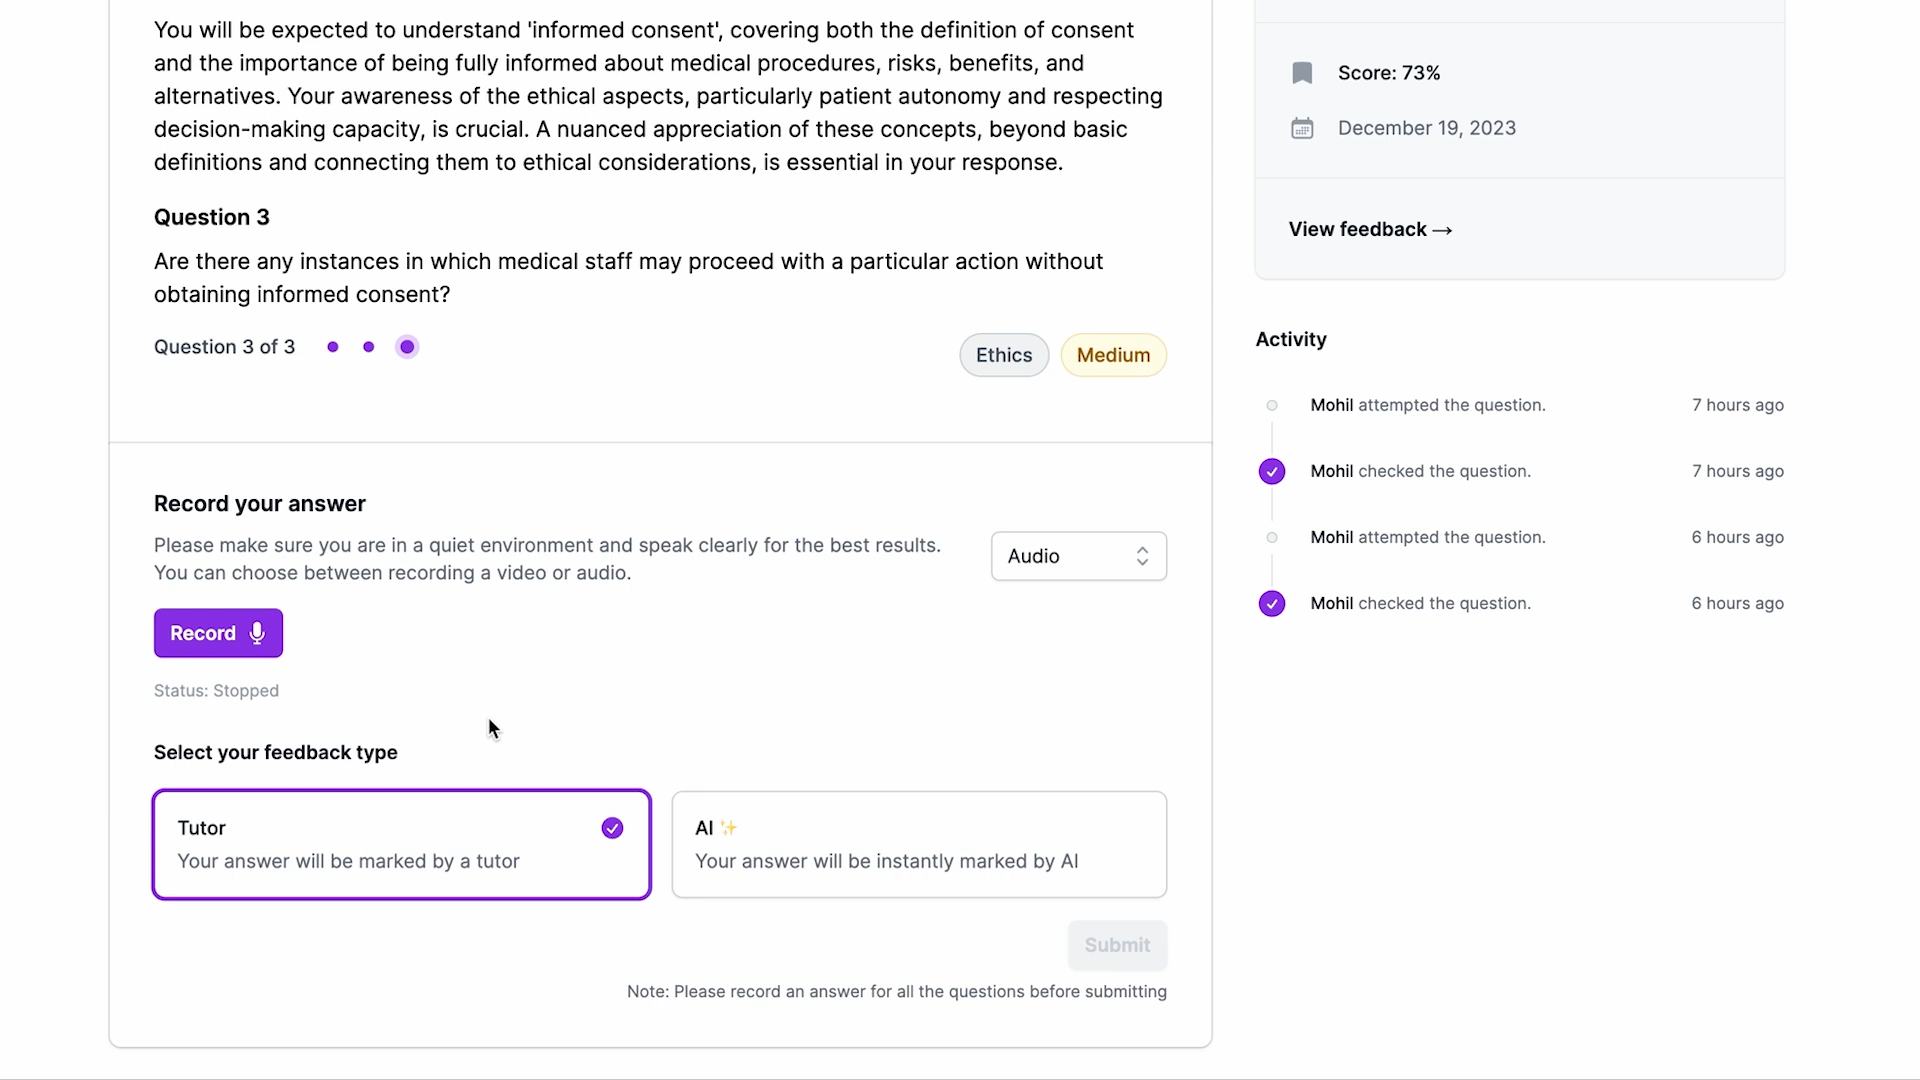 You will be expected to understand 'informed consent', covering both the definition of consent
and the importance of being fully informed about medical procedures, risks, benefits, and
alternatives. Your awareness of the ethical aspects, particularly patient autonomy and respecting
decision-making capacity, is crucial. A nuanced appreciation of these concepts, beyond basic
definitions and connecting them to ethical considerations, is essential in your response.
Question 3
Are there any instances in which medical staff may proceed with a particular action without
obtaining informed consent?
Question 3 of 3
Ethics
Medium
Record your answer
Please make sure you are in a quiet environment and speak clearly for the best results.
You can choose between recording a video or audio.
Audio
Record
Status: Stopped
Select your feedback type
Tutor
Your answer will be marked by a tutor
AI ✨
Your answer will be instantly marked by AI
Submit
Note: Please record an answer for all the questions before submitting
Score: 73%
December 19, 2023
View feedback →
Activity
Mohil attempted the question. 7 hours ago
Mohil checked the question. 7 hours ago
Mohil attempted the question. 6 hours ago
Mohil checked the question. 6 hours ago